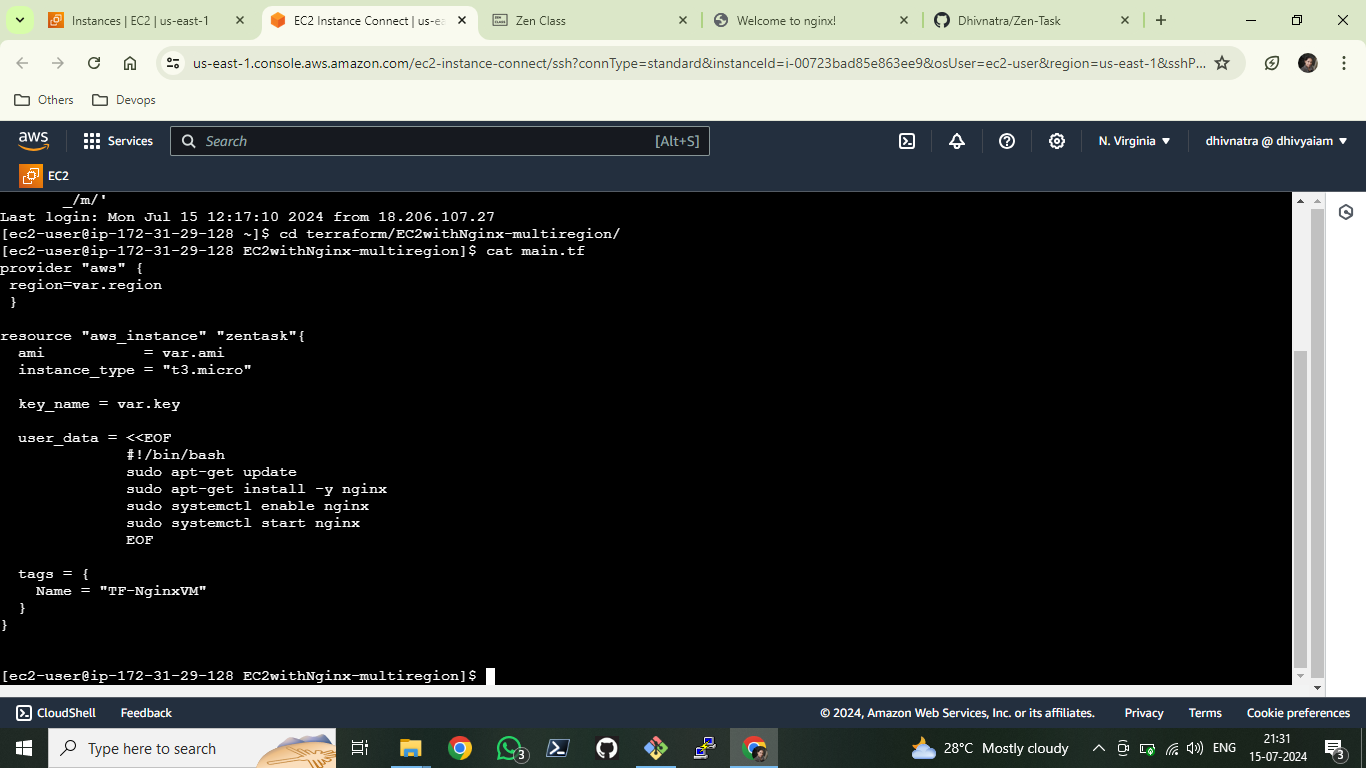 Instances | EC2 | us-east-1
EC2 Instance Connect | us-ea
Zen Class
Welcome to nginx!
Dhivnatra/Zen-Task
us-east-1.console.aws.amazon.com/ec2-instance-connect/ssh?connType=standard&instanceId=i-00723bad85e863ee9&osUser=ec2-user&region=us-east-1&sshP...
Others
Devops
aws
Services
Search
[Alt+S]
N. Virginia
dhivnatra @ dhivyaiam
EC2
_/m/'
Last login: Mon Jul 15 12:17:10 2024 from 18.206.107.27
[ec2-user@ip-172-31-29-128 ~]$ cd terraform/EC2withNginx-multiregion/
[ec2-user@ip-172-31-29-128 EC2withNginx-multiregion]$ cat main.tf
provider "aws" {
 region=var.region
 }
resource "aws_instance" "zentask"{
  ami           = var.ami
  instance_type = "t3.micro"
  key_name = var.key
  user_data = <<EOF
              #!/bin/bash
              sudo apt-get update
              sudo apt-get install -y nginx
              sudo systemctl enable nginx
              sudo systemctl start nginx
              EOF
  tags = {
    Name = "TF-NginxVM"
  }
}
[ec2-user@ip-172-31-29-128 EC2withNginx-multiregion]$
CloudShell
Feedback
© 2024, Amazon Web Services, Inc. or its affiliates.
Privacy
Terms
Cookie preferences
Type here to search
3
28°C Mostly cloudy
ENG
21:31
15-07-2024
3